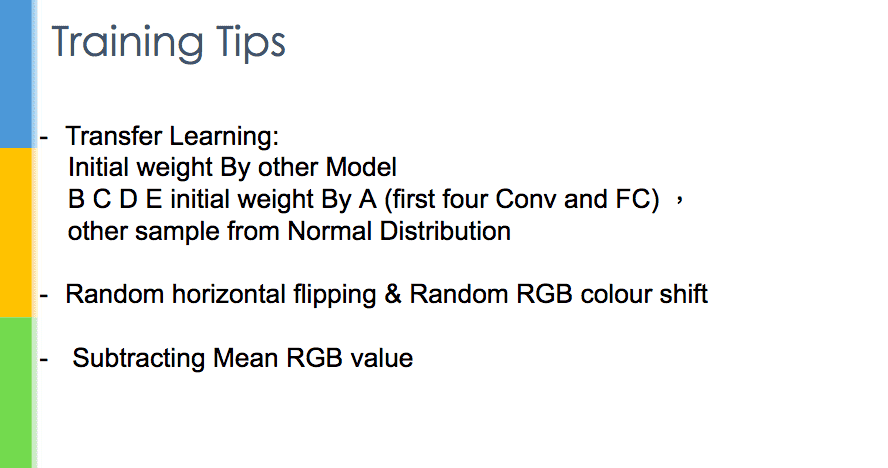 Training Tips
- Transfer Learning:
Initial weight By other Model
B C D E initial weight By A (first four Conv and FC) ，
other sample from Normal Distribution
- Random horizontal flipping & Random RGB colour shift
- Subtracting Mean RGB value